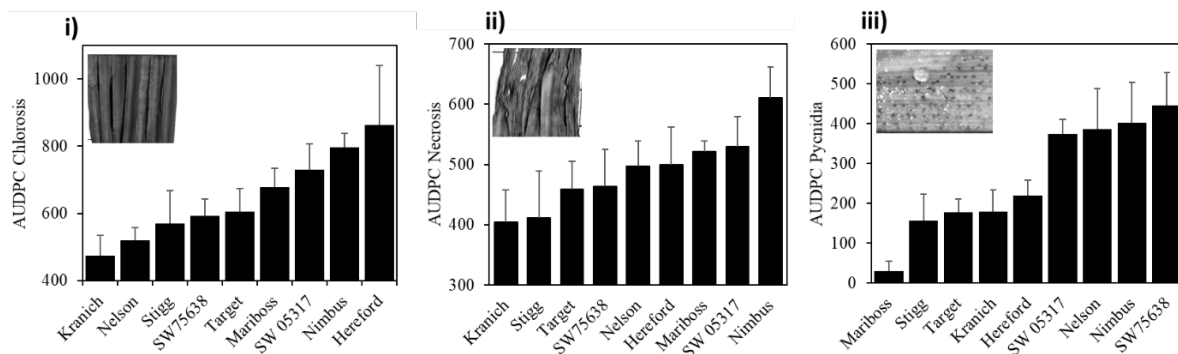 i)
AUDPC Chlorosis
1000
800
600
400
Kranich
Nelson
Stigg
SW75638
Target
Mariboss
SW 05317
Nimbus
Hereford
ii)
AUDPC Necrosis
700
600
500
400
300
Kranich
Stigg
Target
SW75638
Nelson
Hereford
Mariboss
SW 05317
Nimbus
iii)
AUDPC Pycnidia
600
500
400
300
200
100
0
Mariboss
Stigg
Target
Kranich
Hereford
SW 05317
Nelson
Nimbus
SW75638